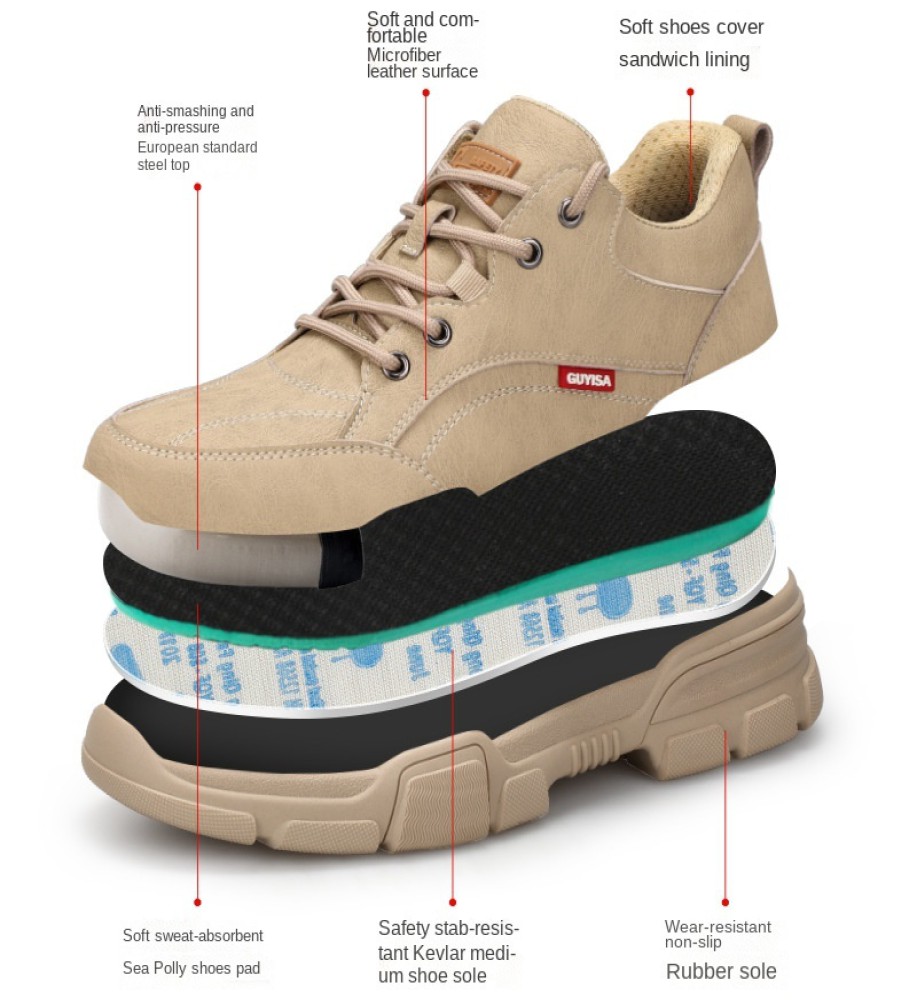 Soft and com-
fortable
Microfiber
leather surface
Soft shoes cover
sandwich lining
Anti-smashing and
anti-pressure
European standard
steel top
GUYISA
Soft sweat-absorbent
Sea Polly shoes pad
Safety stab-resis-
tant Kevlar medi-
um shoe sole
Wear-resistant
non-slip
Rubber sole